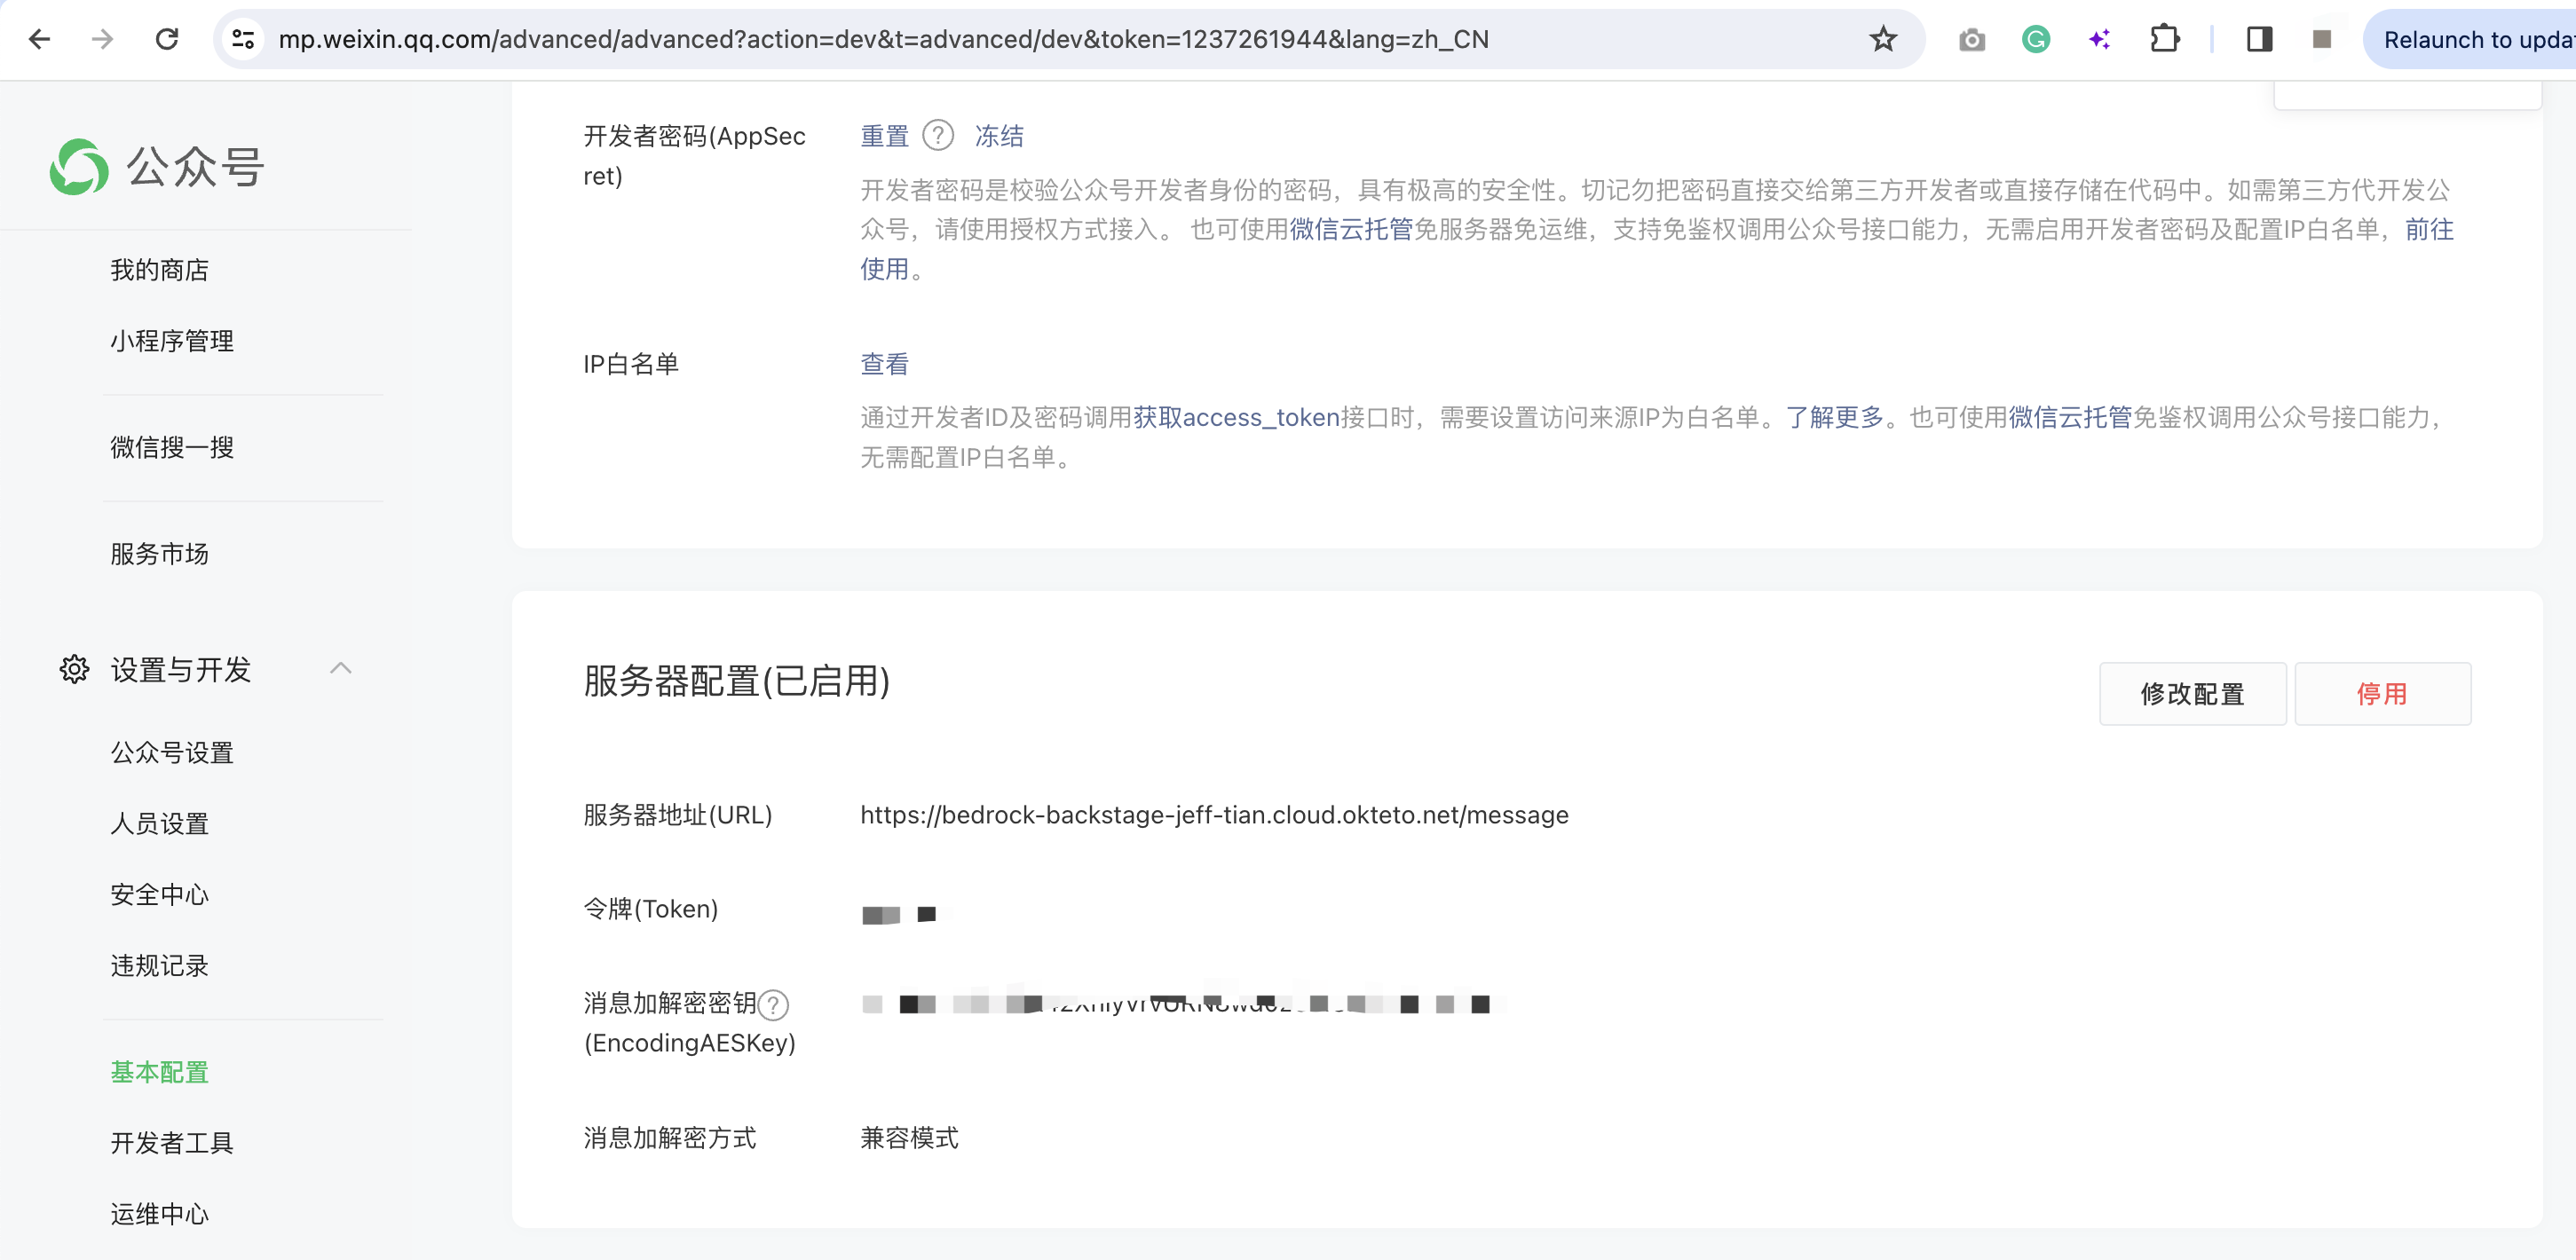 mp.weixin.qq.com/advanced/advanced?action=dev&t=advanced/dev&token=1237261944&lang=zh_CN
Relaunch to upda
公众号
我的商店
小程序管理
微信搜一搜
服务市场
设置与开发
公众号设置
人员设置
安全中心
违规记录
基本配置
开发者工具
运维中心
开发者密码(AppSec
ret)
重置 ? 冻结
开发者密码是校验公众号开发者身份的密码，具有极高的安全性。切记勿把密码直接交给第三方开发者或直接存储在代码中。如需第三方代开发公
众号，请使用授权方式接入。 也可使用微信云托管免服务器免运维，支持免鉴权调用公众号接口能力，无需启用开发者密码及配置IP白名单，前往
使用。
IP白名单
查看
通过开发者ID及密码调用获取access_token接口时，需要设置访问来源IP为白名单。了解更多。也可使用微信云托管免鉴权调用公众号接口能力，
无需配置IP白名单。
服务器配置(已启用)
修改配置
停用
服务器地址(URL)
https://bedrock-backstage-jeff-tian.cloud.okteto.net/message
令牌(Token)
消息加解密密钥?
(EncodingAESKey)
消息加解密方式
兼容模式